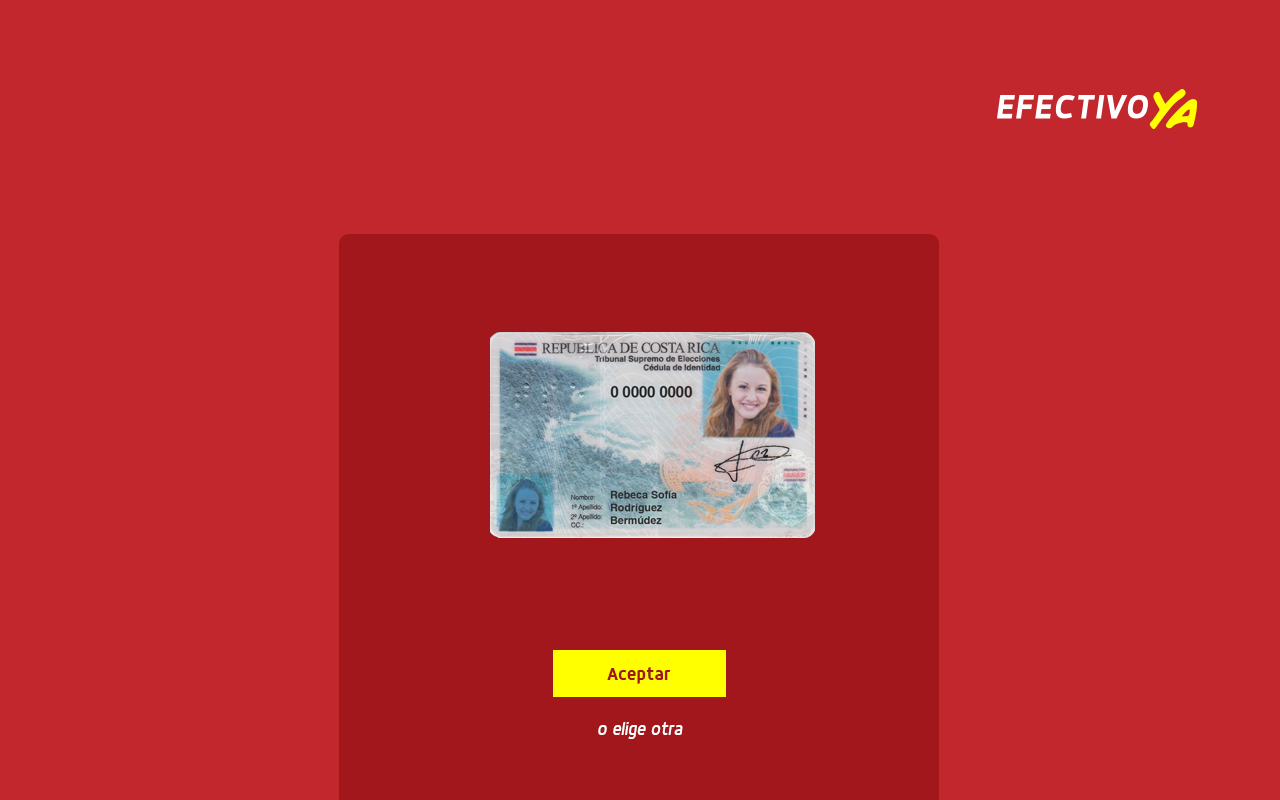 EFECTIVOYA
REPUBLICA DE COSTA RICA
Tribunal Supremo de Elecciones
Cédula de Identidad
0 0000 0000
Nombre: Rebeca Sofía
1º Apellido: Rodríguez
2º Apellido: Bermúdez
CC.:
Aceptar
o elige otra